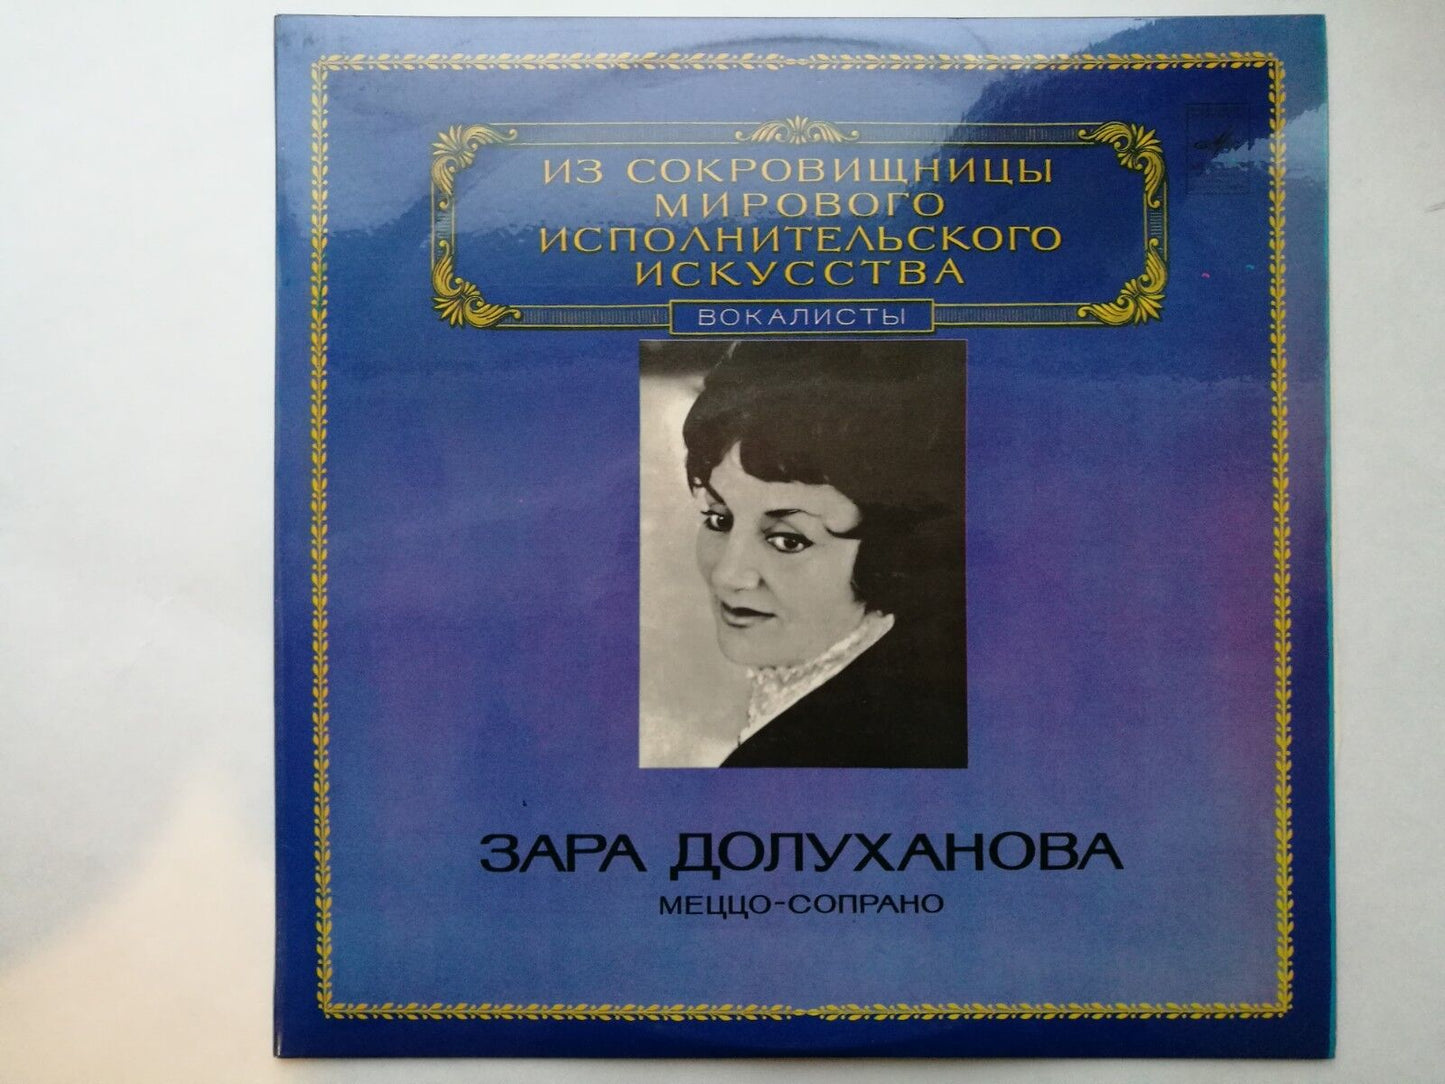 ИЗ СОКРОВИЩНИЦЫ
МИРОВОГО
ИСПОЛНИТЕЛЬСКОГО
ИСКУССТВА
ВОКАЛИСТЫ
ЗАРА ДОЛУХАНОВА
МЕЦЦО-СОПРАНО